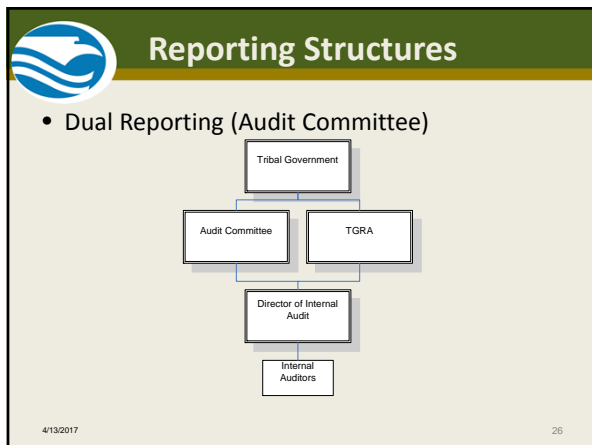 Reporting Structures
• Dual Reporting (Audit Committee)
Tribal Government
Audit Committee
TGRA
Director of Internal
Audit
Internal
Auditors
4/13/2017
26